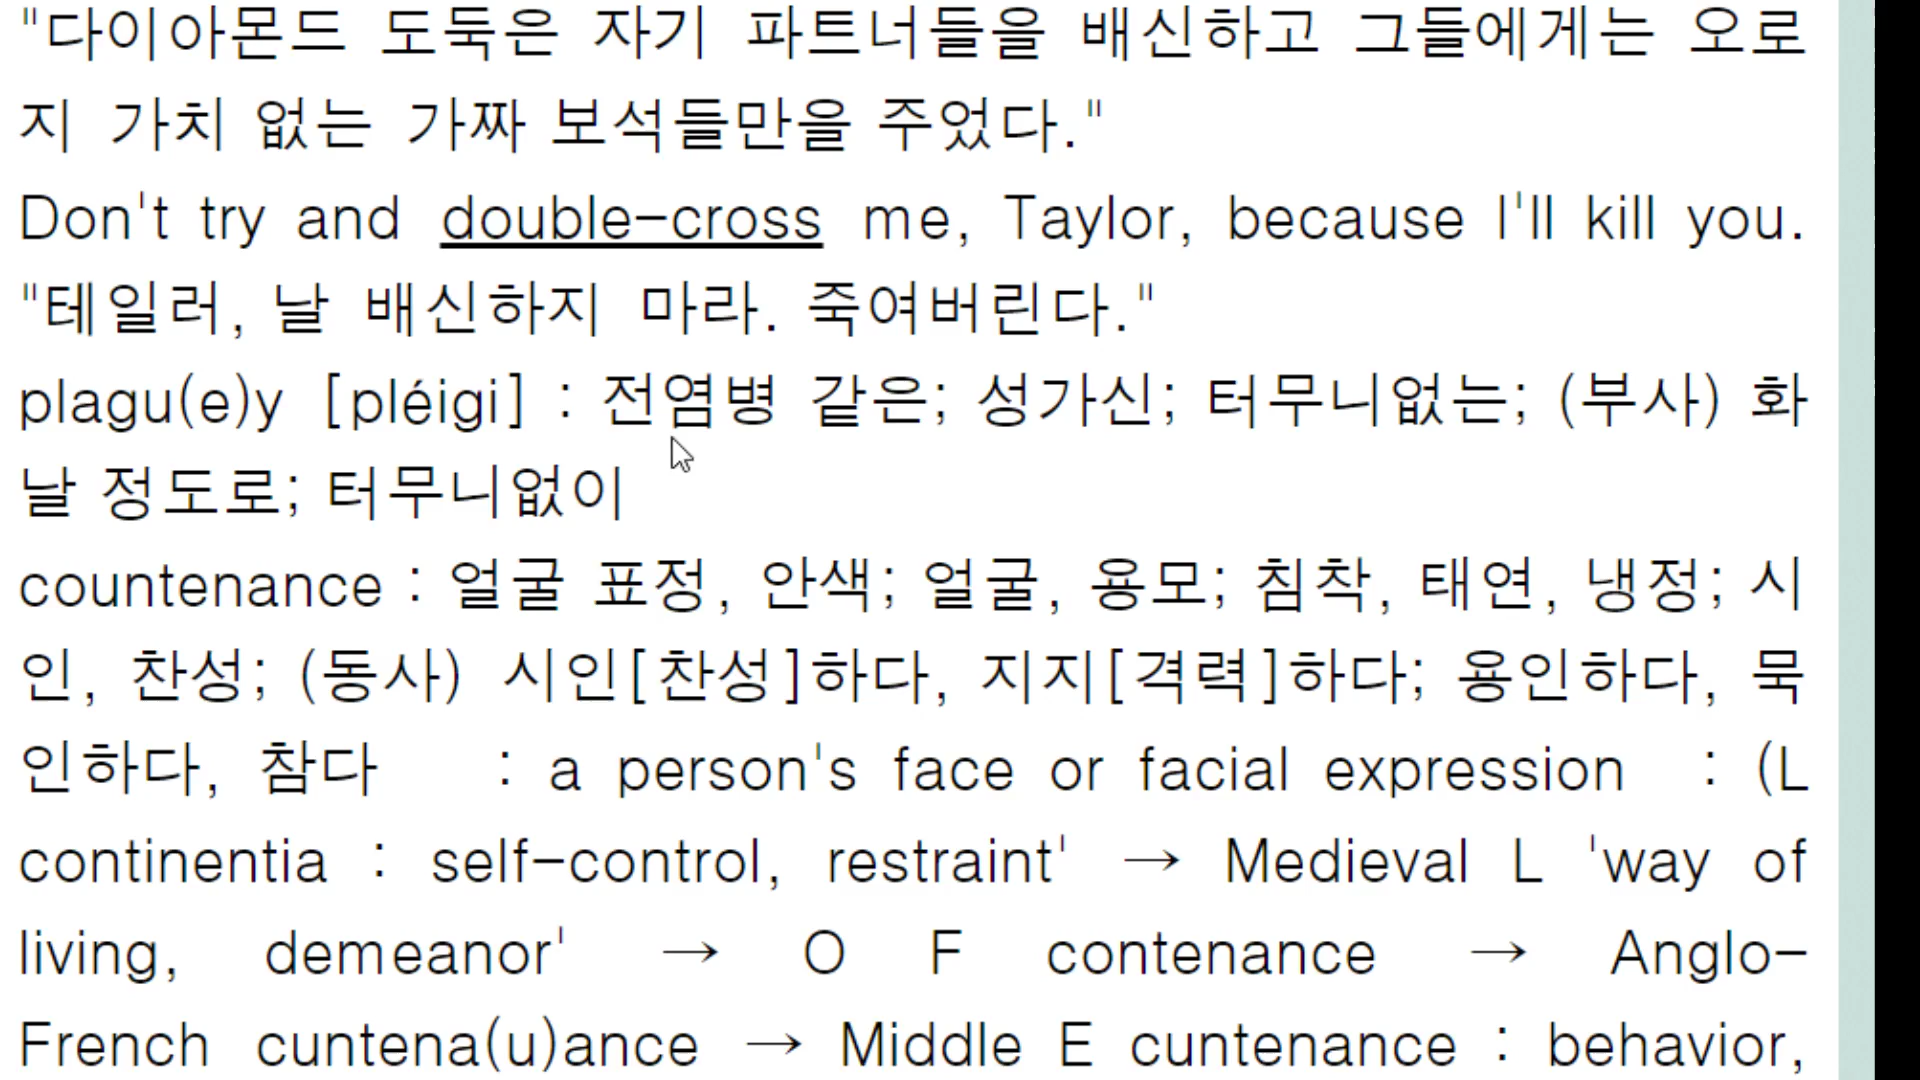 "다이아몬드 도둑은 자기 파트너들을 배신하고 그들에게는 오로
지 가치 없는 가짜 보석들만을 주었다."
Don't try and double-cross me, Taylor, because I'll kill you.
"테일러, 날 배신하지 마라. 죽여버린다."
plagu(e)y [pléigi] : 전염병 같은; 성가신; 터무니없는; (부사) 화
날 정도로; 터무니없이
countenance : 얼굴 표정, 안색; 얼굴, 용모; 침착, 태연, 냉정; 시
인, 찬성; (동사) 시인[찬성]하다, 지지[격력]하다; 용인하다, 묵
인하다, 참다 : a person's face or facial expression : (L
continentia : self-control, restraint' → Medieval L 'way of
living, demeanor' → O F contenance → Anglo-
French cuntena(u)ance → Middle E cuntenance : behavior,